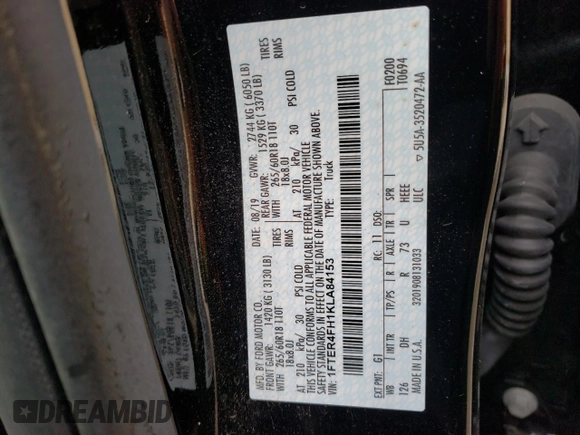 MFD. BY FORD MOTOR CO.
DATE: 08/19 GVWR: 2744 KG ( 6050 LB)
FRONT GAWR: 1420 KG ( 3130 LB) REAR GAWR: 1529 KG ( 3370 LB)
WITH 265/60R18 110T TIRES WITH 265/60R18 110T TIRES
18x8.0J RIMS 18x8.0J RIMS
AT 210 kPa/ 30 PSI COLD AT 210 kPa/ 30 PSI COLD
THIS VEHICLE CONFORMS TO ALL APPLICABLE FEDERAL MOTOR VEHICLE
SAFETY STANDARDS IN EFFECT ON THE DATE OF MANUFACTURE SHOWN ABOVE.
VIN: 1FTER4FH1KLA84153 TYPE: Truck
EXT PNT: G1 RC: 11 DSO: F0200
T0694
INT TR TP/PS R AXLE TR SPR
126 DH R 73 U HEEE
ULC
MADE IN U.S.A. 3201908131033 5U5A-3520472-AA
DREAMBID